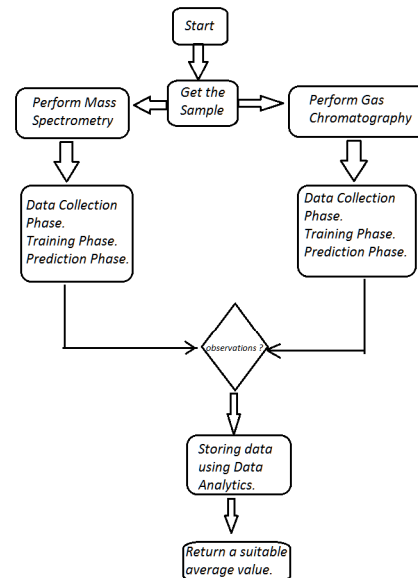 Start
Get the
Sample
Perform Mass
Spectrometry
Perform Gas
Chromatography
Data Collection
Phase.
Training Phase.
Prediction Phase.
Data Collection
Phase.
Training Phase.
Prediction Phase.
observations ?
Storing data
using Data
Analytics.
Return a suitable
average value.